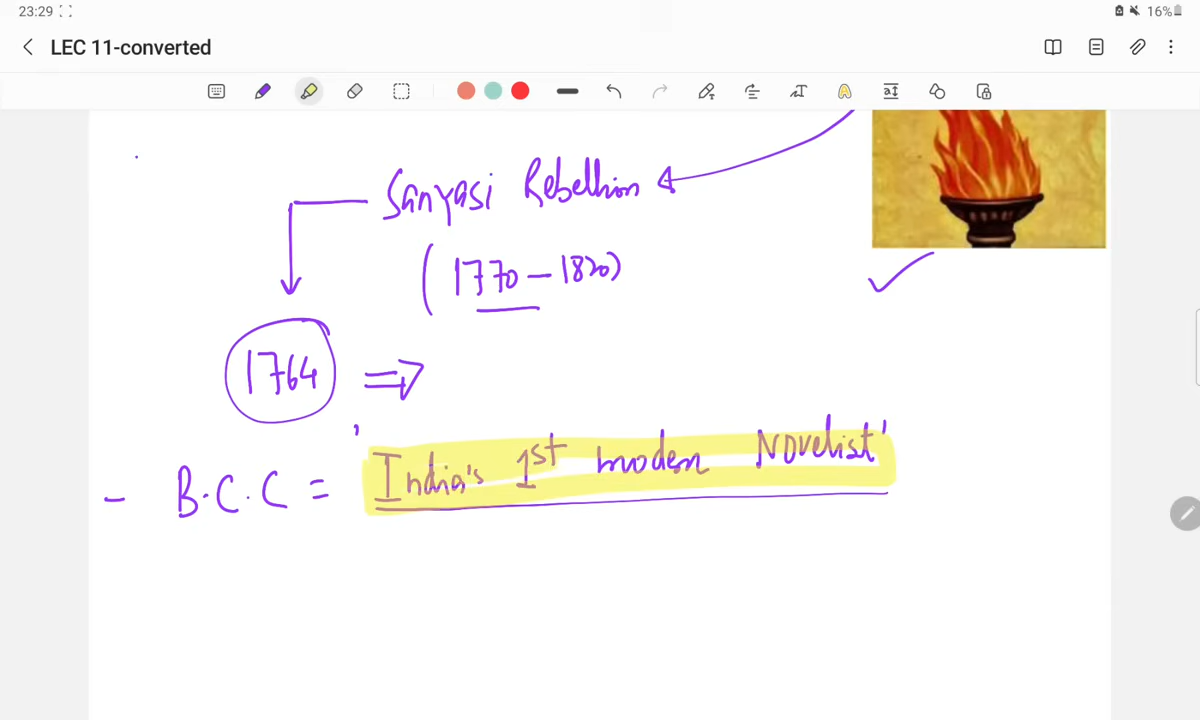 23:29
16%
LEC 11-converted
Sanyasi Rebellion
(1770-1820)
1764 ⇒
- B.C.C = 'India's 1st modern Novelist'